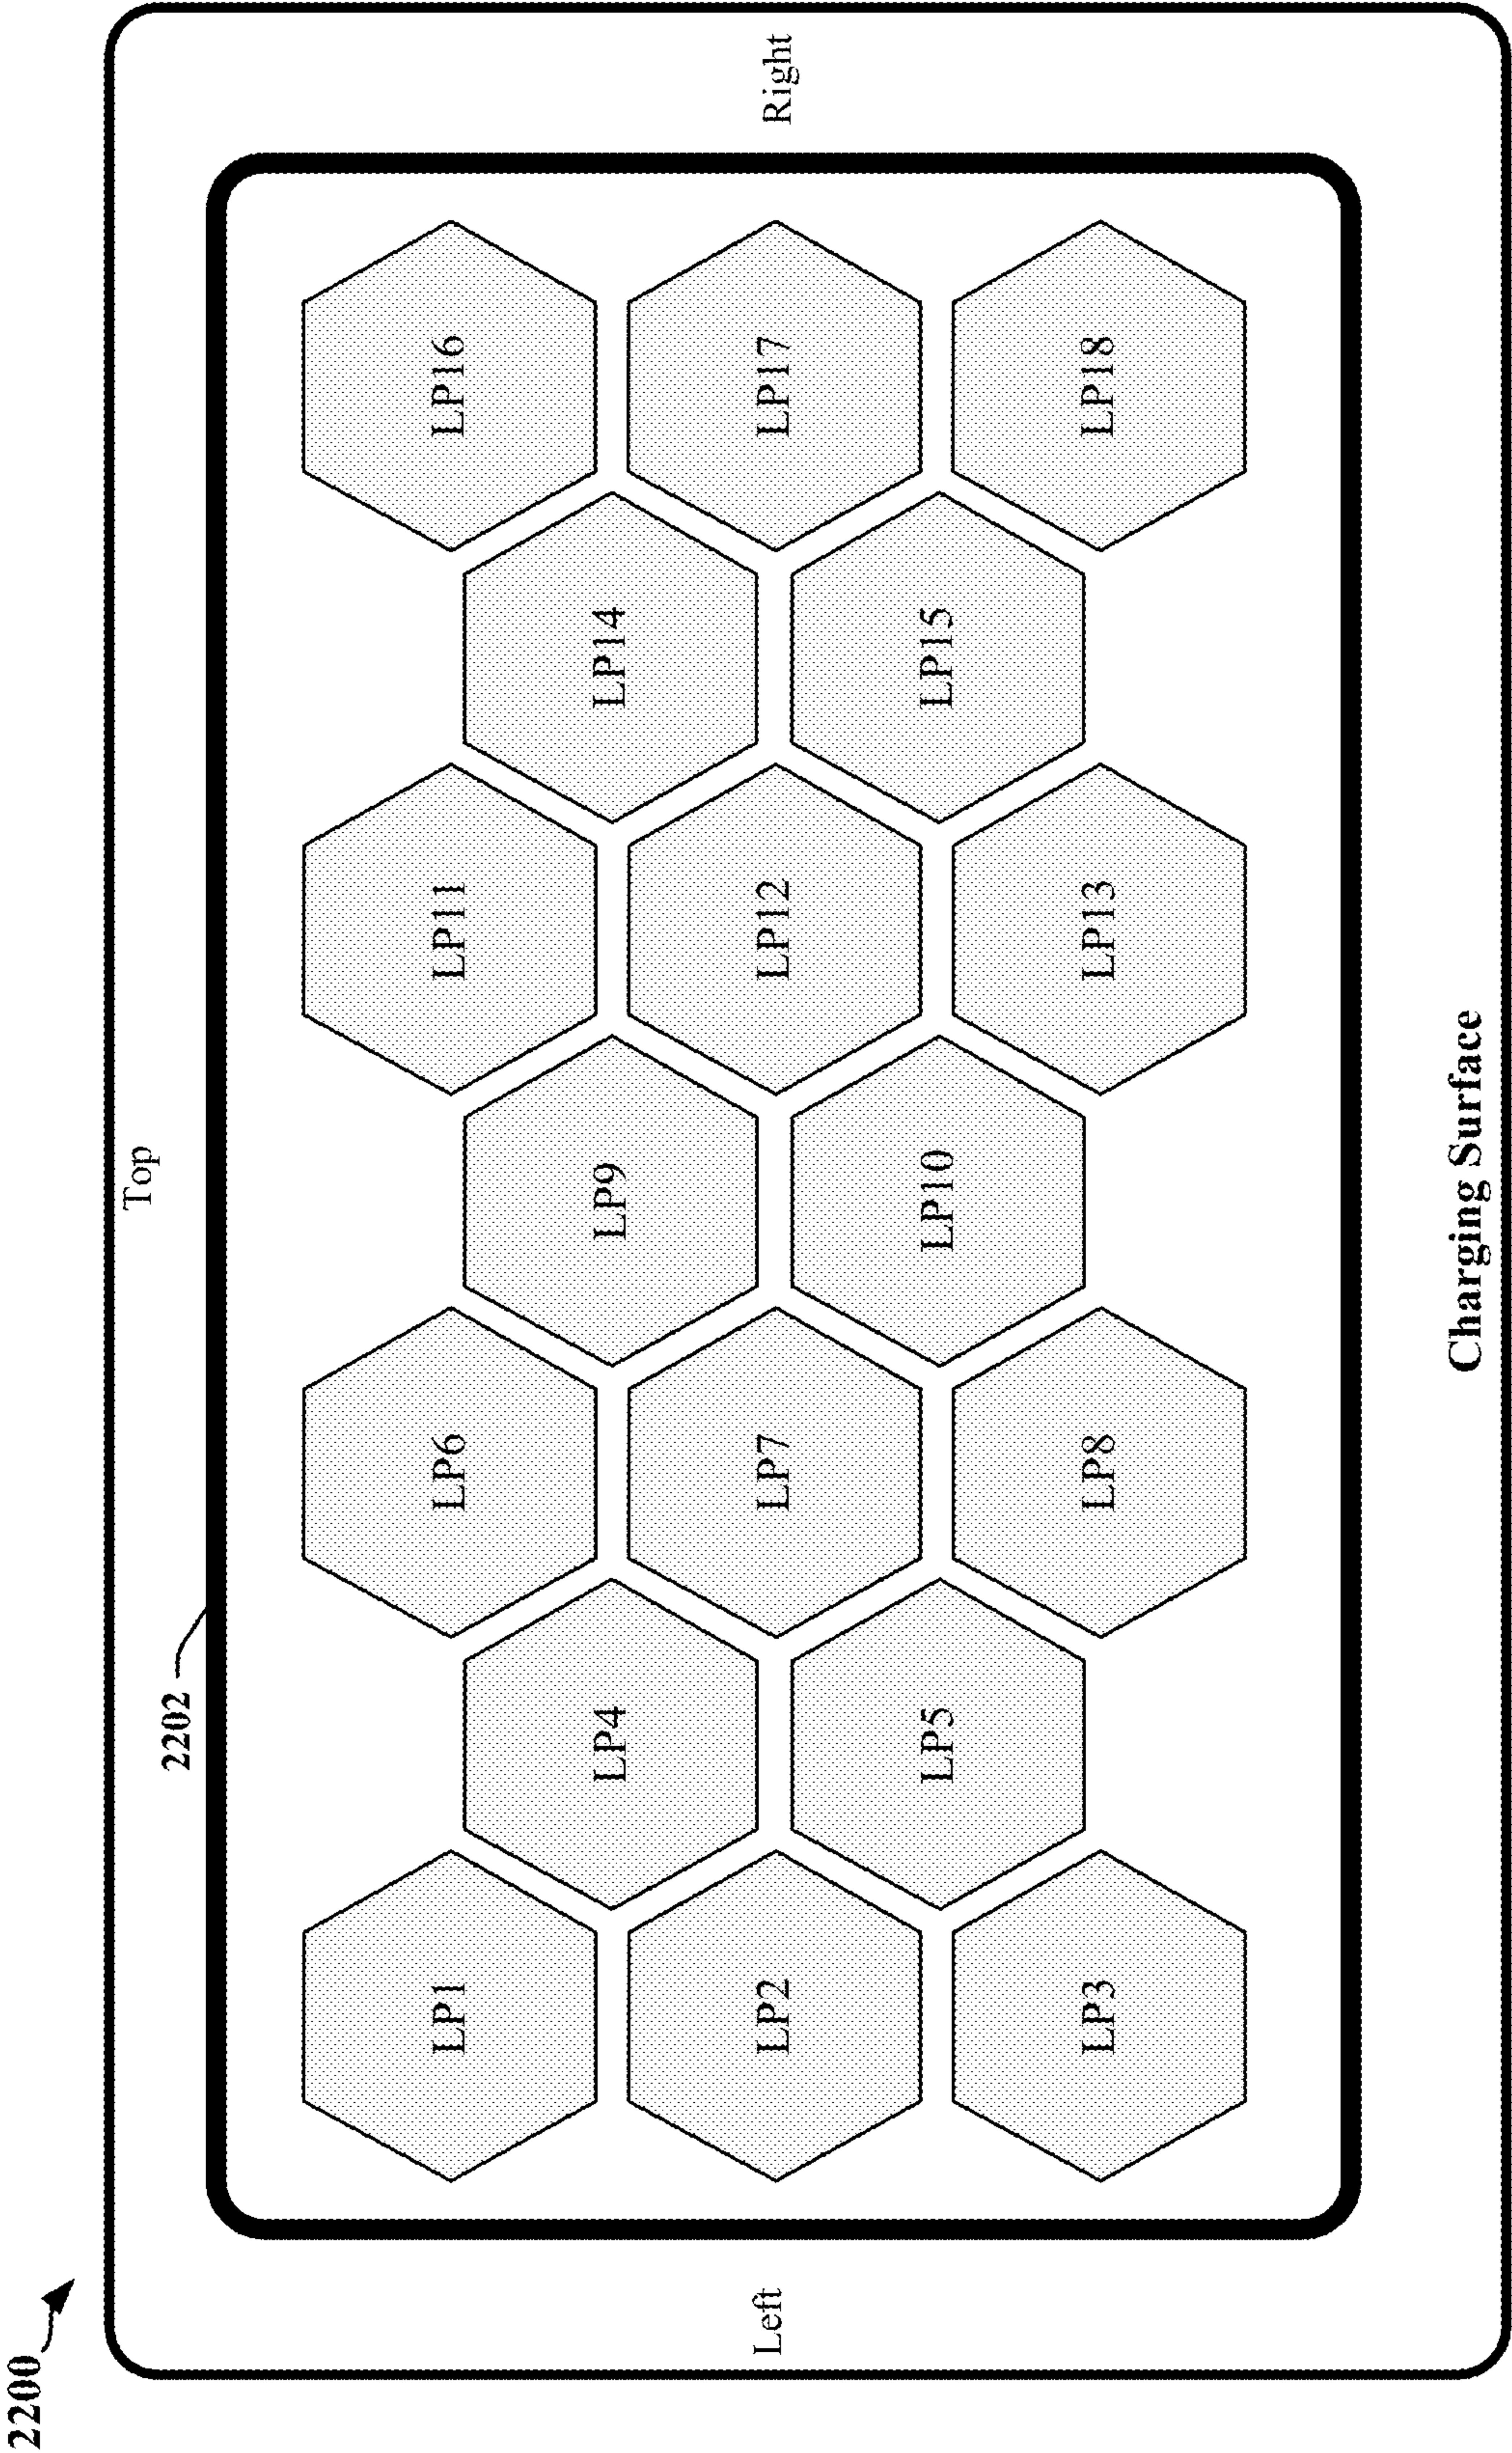 2200
2202
Top
Left
LP1
LP2
LP3
LP4
LP5
LP6
LP7
LP8
LP9
LP10
LP11
LP12
LP13
LP14
LP15
LP16
LP17
LP18
Right
Charging Surface